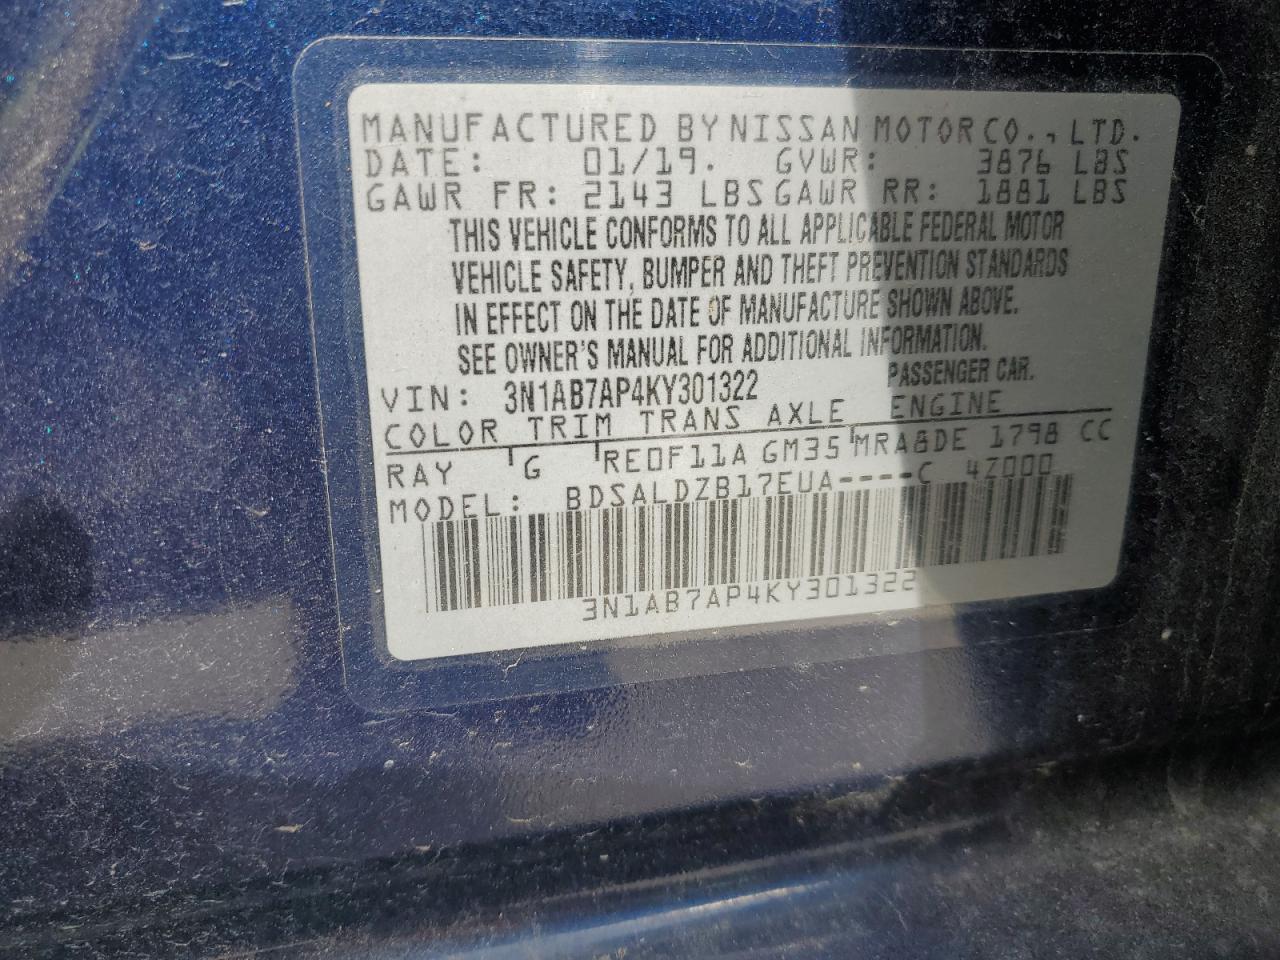 MANUFACTURED BY NISSAN MOTOR CO., LTD.
DATE: 01/19. GVWR: 3876 LBS
GAWR FR: 2143 LBS GAWR RR: 1881 LBS
THIS VEHICLE CONFORMS TO ALL APPLICABLE FEDERAL MOTOR
VEHICLE SAFETY, BUMPER AND THEFT PREVENTION STANDARDS
IN EFFECT ON THE DATE OF MANUFACTURE SHOWN ABOVE.
SEE OWNER'S MANUAL FOR ADDITIONAL INFORMATION.
PASSENGER CAR.
VIN: 3N1AB7AP4KY301322
COLOR TRIM TRANS AXLE ENGINE
RAY G RE0F11A GM35 MRA8DE 1798 CC
MODEL: BDSALDZB17EUA----C 4Z000
3N1AB7AP4KY301322